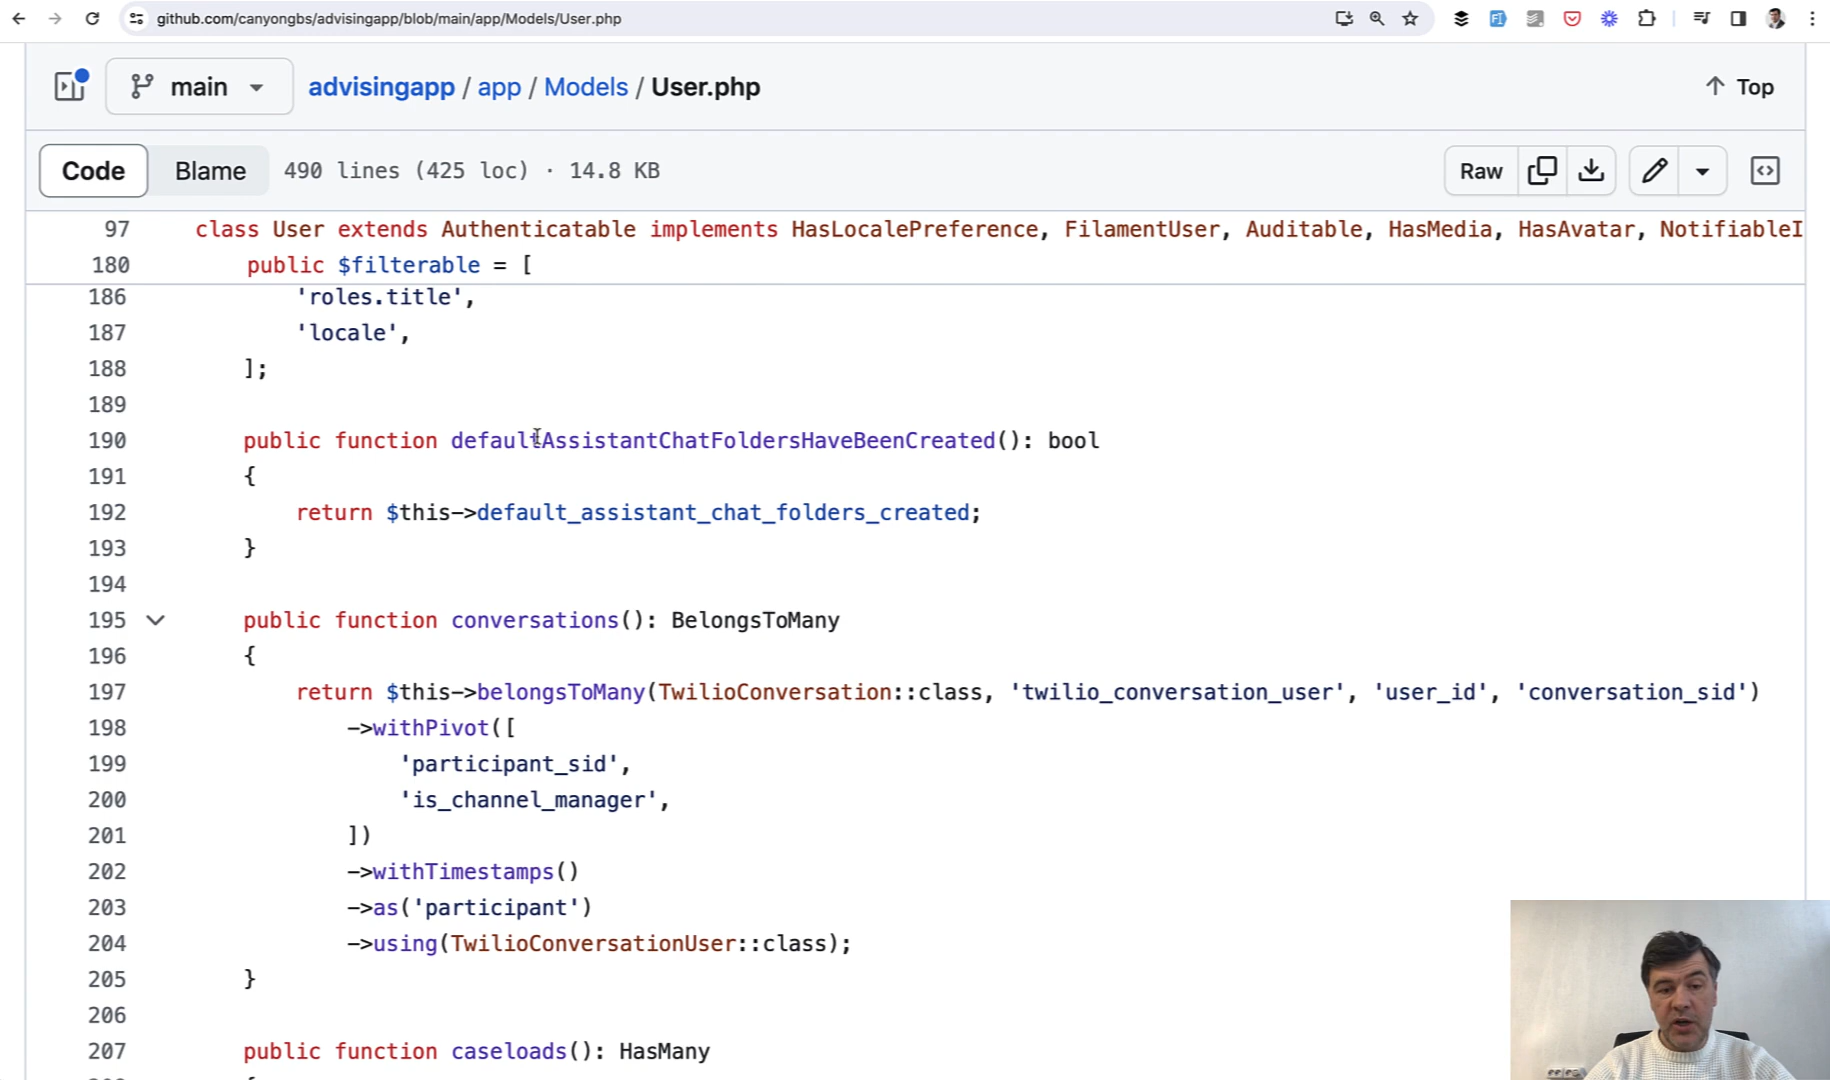 github.com/canyongbs/advisingapp/blob/main/app/Models/User.php
main
advisingapp / app / Models / User.php
Top
Code
Blame
490 lines (425 loc) · 14.8 KB
Raw
97 class User extends Authenticatable implements HasLocalePreference, FilamentUser, Auditable, HasMedia, HasAvatar, NotifiableI
180 public $filterable = [
186 'roles.title',
187 'locale',
188 ];
189
190 public function defaultAssistantChatFoldersHaveBeenCreated(): bool
191 {
192 return $this->default_assistant_chat_folders_created;
193 }
194
195 public function conversations(): BelongsToMany
196 {
197 return $this->belongsToMany(TwilioConversation::class, 'twilio_conversation_user', 'user_id', 'conversation_sid')
198 ->withPivot([
199 'participant_sid',
200 'is_channel_manager',
201 ])
202 ->withTimestamps()
203 ->as('participant')
204 ->using(TwilioConversationUser::class);
205 }
206
207 public function caseloads(): HasMany